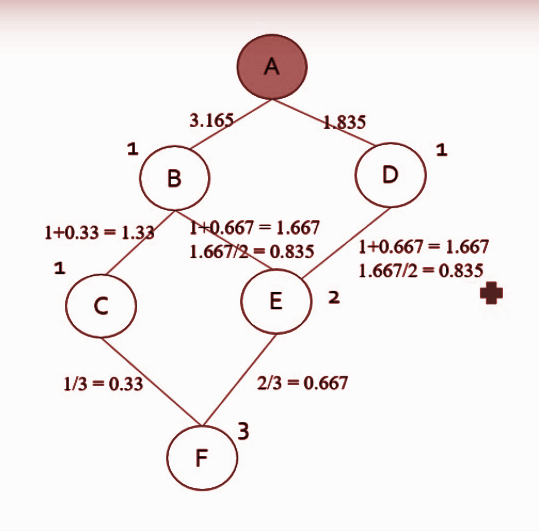 A
3.165
1.835
1
B
D
1
1+0.33 = 1.33
1+0.667 = 1.667
1.667/2 = 0.835
1+0.667 = 1.667
1.667/2 = 0.835
1
C
E
2
1/3 = 0.33
2/3 = 0.667
F
3